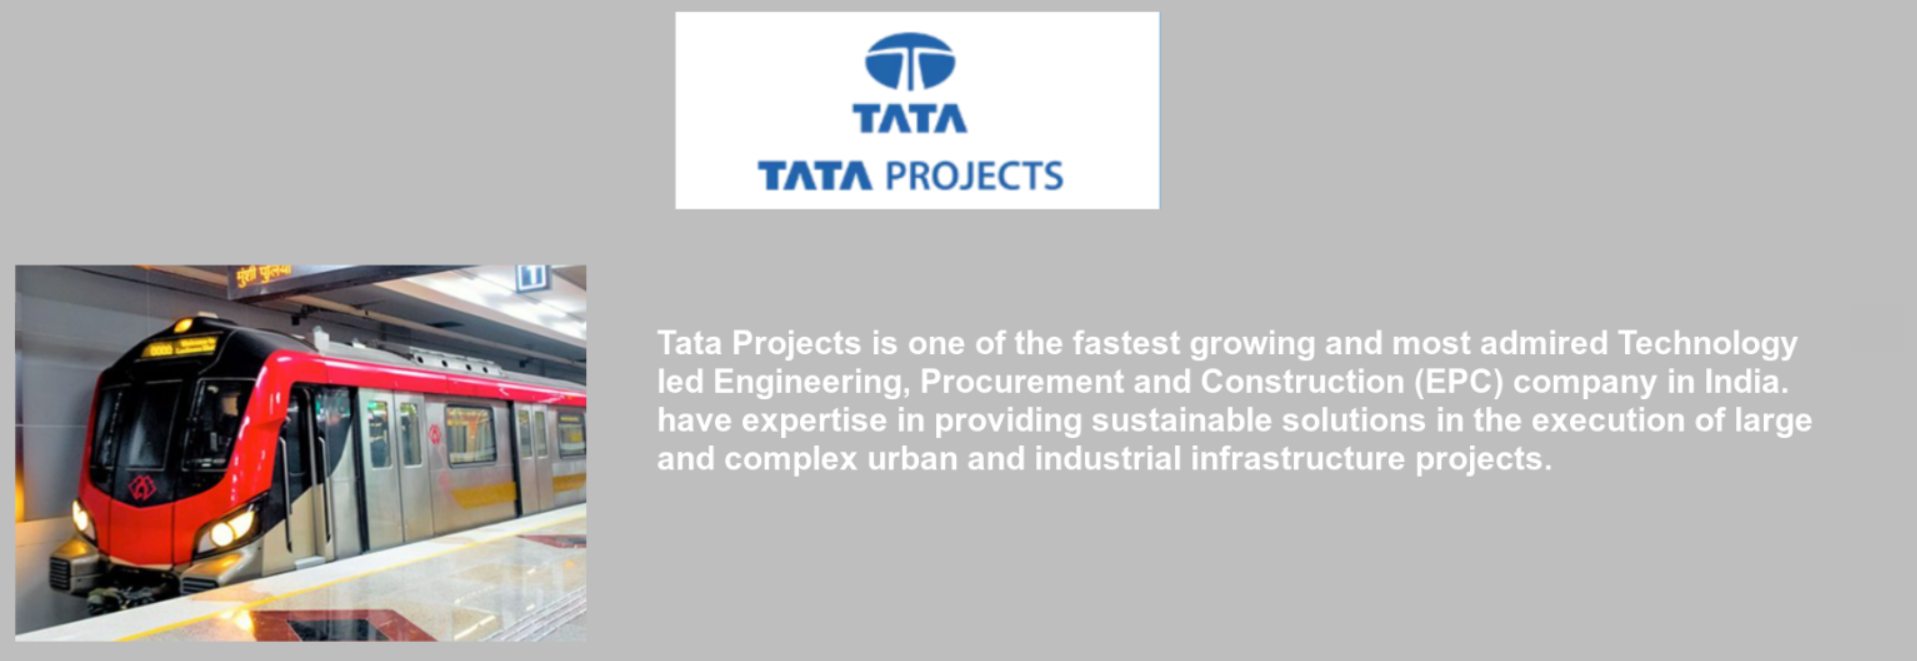 TATA
TATA PROJECTS
मुंशी पुलिया
T
Tata Projects is one of the fastest growing and most admired Technology
led Engineering, Procurement and Construction (EPC) company in India.
have expertise in providing sustainable solutions in the execution of large
and complex urban and industrial infrastructure projects.